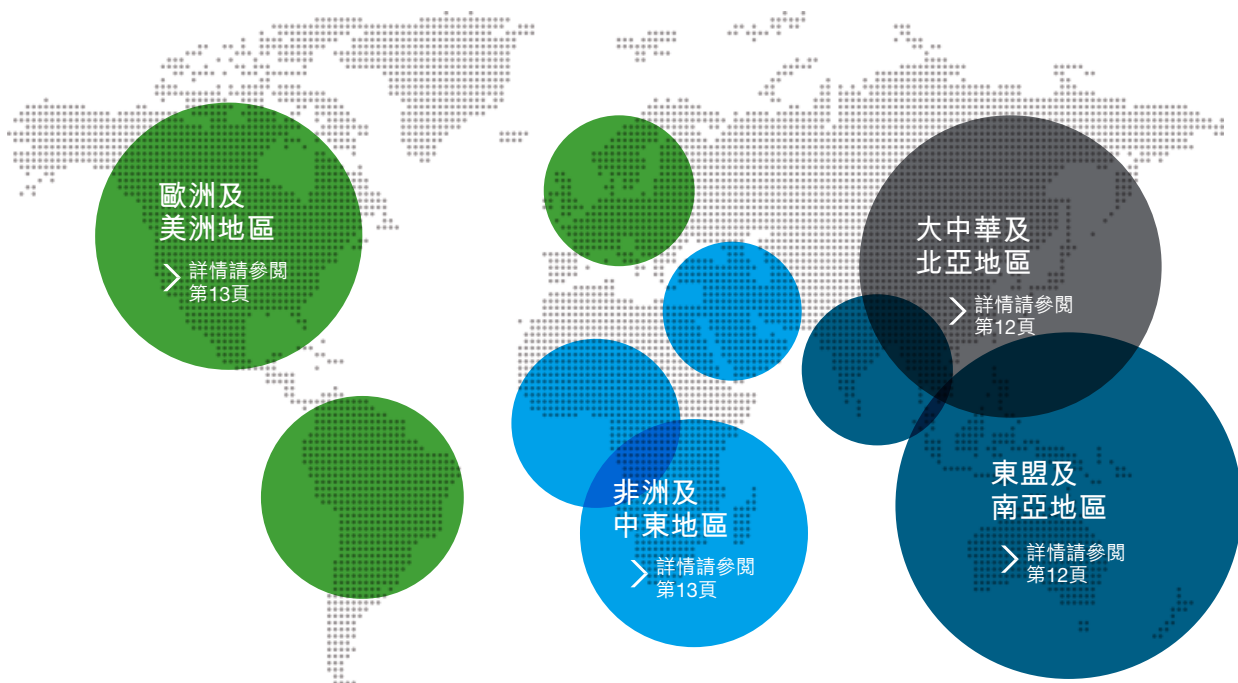 歐洲及
美洲地區
詳情請參閱
第13頁
大中華及
北亞地區
詳情請參閱
第12頁
非洲及
中東地區
詳情請參閱
第13頁
東盟及
南亞地區
詳情請參閱
第12頁